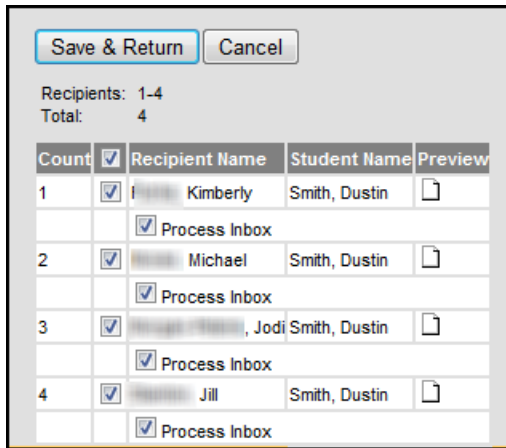 Save & Return Cancel
Recipients: 1-4
Total: 4
Count Recipient Name Student Name Preview
1 Kimberly Smith, Dustin
Process Inbox
2 Michael Smith, Dustin
Process Inbox
3 , Jodi Smith, Dustin
Process Inbox
4 Jill Smith, Dustin
Process Inbox